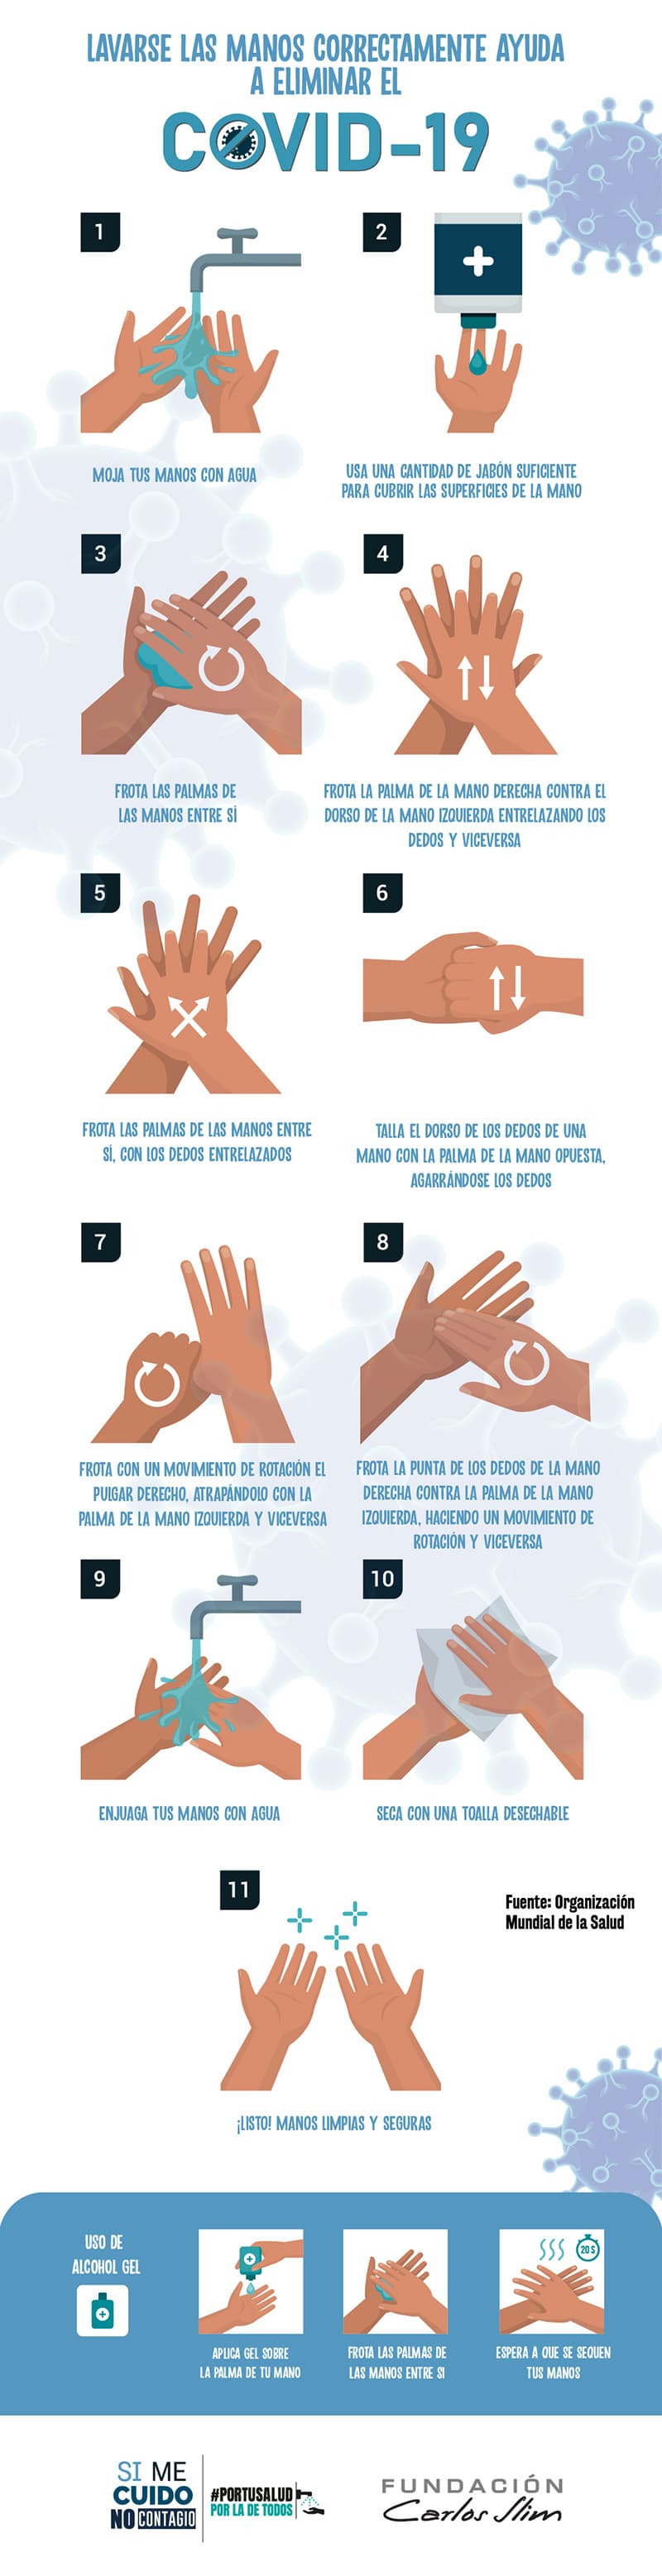 LAVARSE LAS MANOS CORRECTAMENTE AYUDA
A ELIMINAR EL
COVID-19
1
2
MOJA TUS MANOS CON AGUA
USA UNA CANTIDAD DE JABÓN SUFICIENTE
PARA CUBRIR LAS SUPERFICIES DE LA MANO
3
4
FROTA LAS PALMAS DE
LAS MANOS ENTRE SÍ
FROTA LA PALMA DE LA MANO DERECHA CONTRA EL
DORSO DE LA MANO IZQUIERDA ENTRELAZANDO LOS
DEDOS Y VICEVERSA
5
6
FROTA LAS PALMAS DE LAS MANOS ENTRE
SÍ, CON LOS DEDOS ENTRELAZADOS
TALLA EL DORSO DE LOS DEDOS DE UNA
MANO CON LA PALMA DE LA MANO OPUESTA,
AGARRÁNDOSE LOS DEDOS
7
8
FROTA CON UN MOVIMIENTO DE ROTACIÓN EL
PULGAR DERECHO, ATRAPÁNDOLO CON LA
PALMA DE LA MANO IZQUIERDA Y VICEVERSA
FROTA LA PUNTA DE LOS DEDOS DE LA MANO
DERECHA CONTRA LA PALMA DE LA MANO
IZQUIERDA, HACIENDO UN MOVIMIENTO DE
ROTACIÓN Y VICEVERSA
9
10
ENJUAGA TUS MANOS CON AGUA
SECA CON UNA TOALLA DESECHABLE
11
Fuente: Organización
Mundial de la Salud
¡LISTO! MANOS LIMPIAS Y SEGURAS
USO DE
ALCOHOL GEL
20 S
APLICA GEL SOBRE
LA PALMA DE TU MANO
FROTA LAS PALMAS DE
LAS MANOS ENTRE SI
ESPERA A QUE SE SEQUEN
TUS MANOS
SI ME
CUIDO
NO CONTAGIO
#PORTUSALUD
POR LA DE TODOS
FUNDACIÓN
Carlos Slim